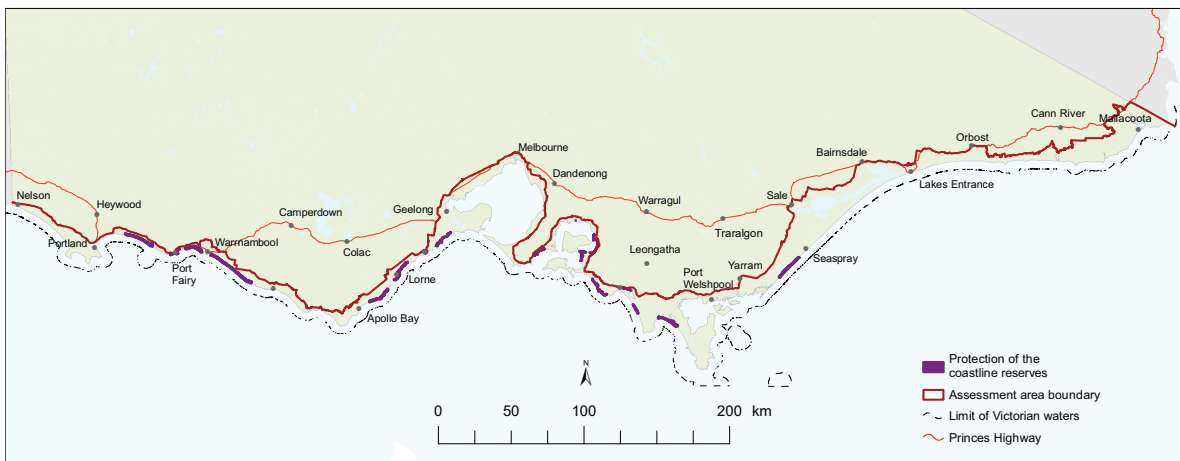 Cann River
Mallacoota
Orbost
Melbourne
Bairnsdale
Dandenong
Lakes Entrance
Nelson
Heywood
Warragul
Sale
Camperdown
Geelong
Traralgon
Portland
Warrnambool
Colac
Leongatha
Seaspray
Port
Fairy
Lorne
Port
Welshpool
Yarram
Apollo Bay
N
0 50 100 200 km
Protection of the
coastline reserves
Assessment area boundary
Limit of Victorian waters
Princes Highway